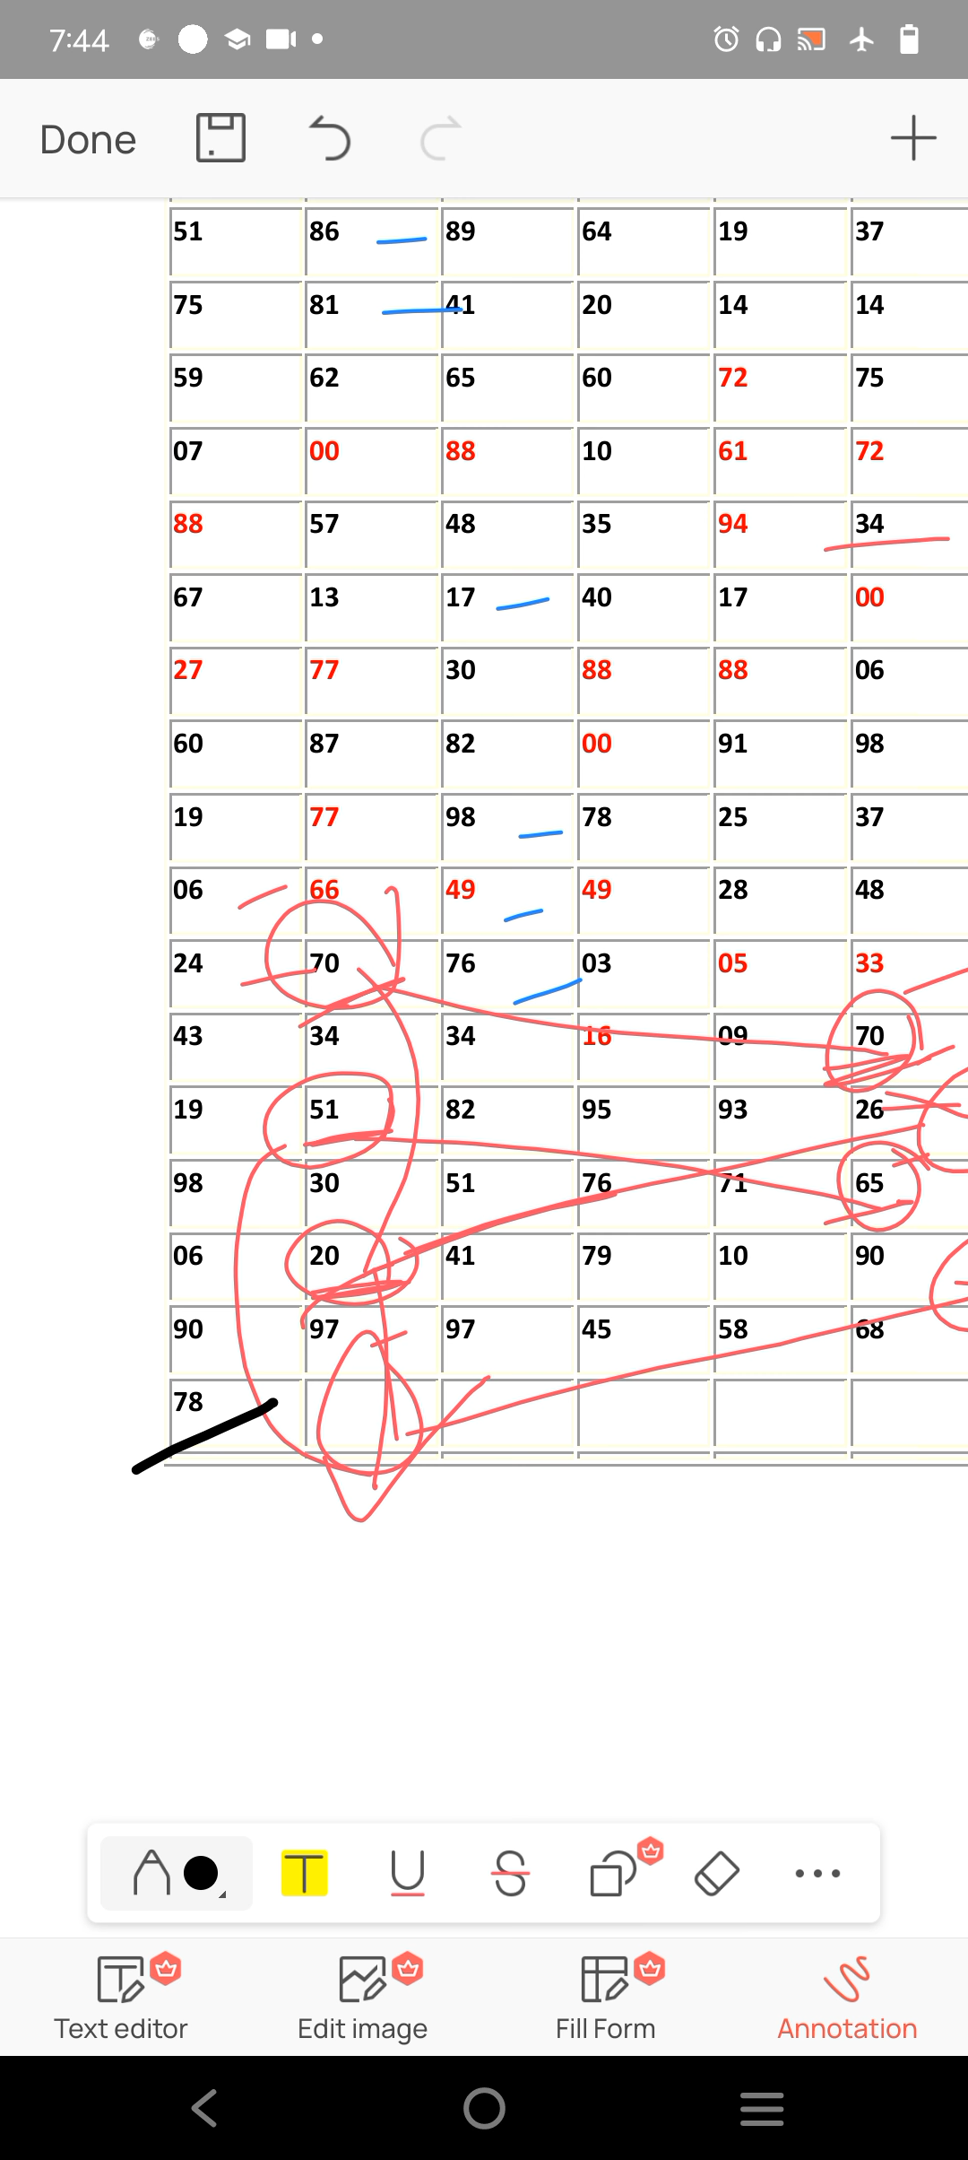 7:44
Done
51 86 89 64 19 37
75 81 41 20 14 14
59 62 65 60 72 75
07 00 88 10 61 72
88 57 48 35 94 34
67 13 17 40 17 00
27 77 30 88 88 06
60 87 82 00 91 98
19 77 98 78 25 37
06 66 49 49 28 48
24 70 76 03 05 33
43 34 34 16 09 70
19 51 82 95 93 26
98 30 51 76 71 65
06 20 41 79 10 90
90 97 97 45 58 68
78
T U S
Text editor Edit image Fill Form Annotation